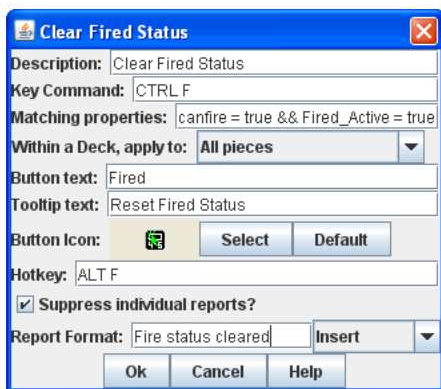 Clear Fired Status
Description: Clear Fired Status
Key Command: CTRL F
Matching properties: canfire = true && Fired_Active = true
Within a Deck, apply to: All pieces
Button text: Fired
Tooltip text: Reset Fired Status
Button Icon: Select Default
Hotkey: ALT F
Suppress individual reports?
Report Format: Fire status cleared Insert
Ok Cancel Help